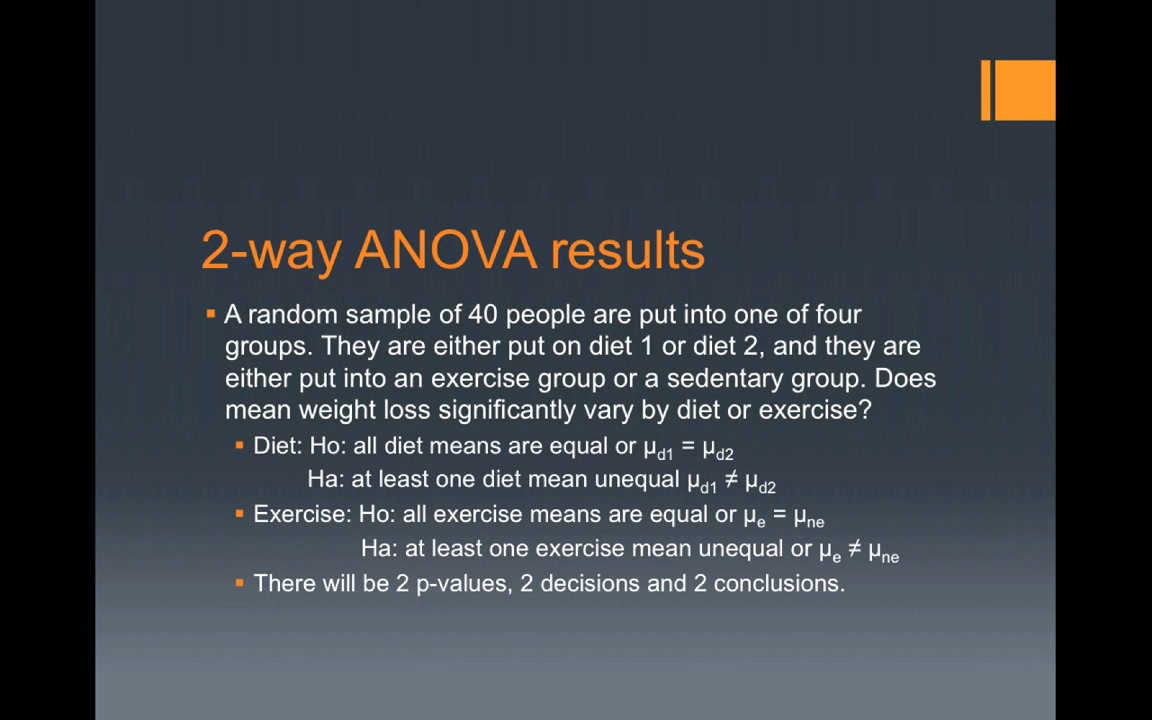 2-way ANOVA results
▪ A random sample of 40 people are put into one of four
groups. They are either put on diet 1 or diet 2, and they are
either put into an exercise group or a sedentary group. Does
mean weight loss significantly vary by diet or exercise?
▪ Diet: Ho: all diet means are equal or μd1 = μd2
Ha: at least one diet mean unequal μd1 ≠ μd2
▪ Exercise: Ho: all exercise means are equal or μe = μne
Ha: at least one exercise mean unequal or μe ≠ μne
▪ There will be 2 p-values, 2 decisions and 2 conclusions.